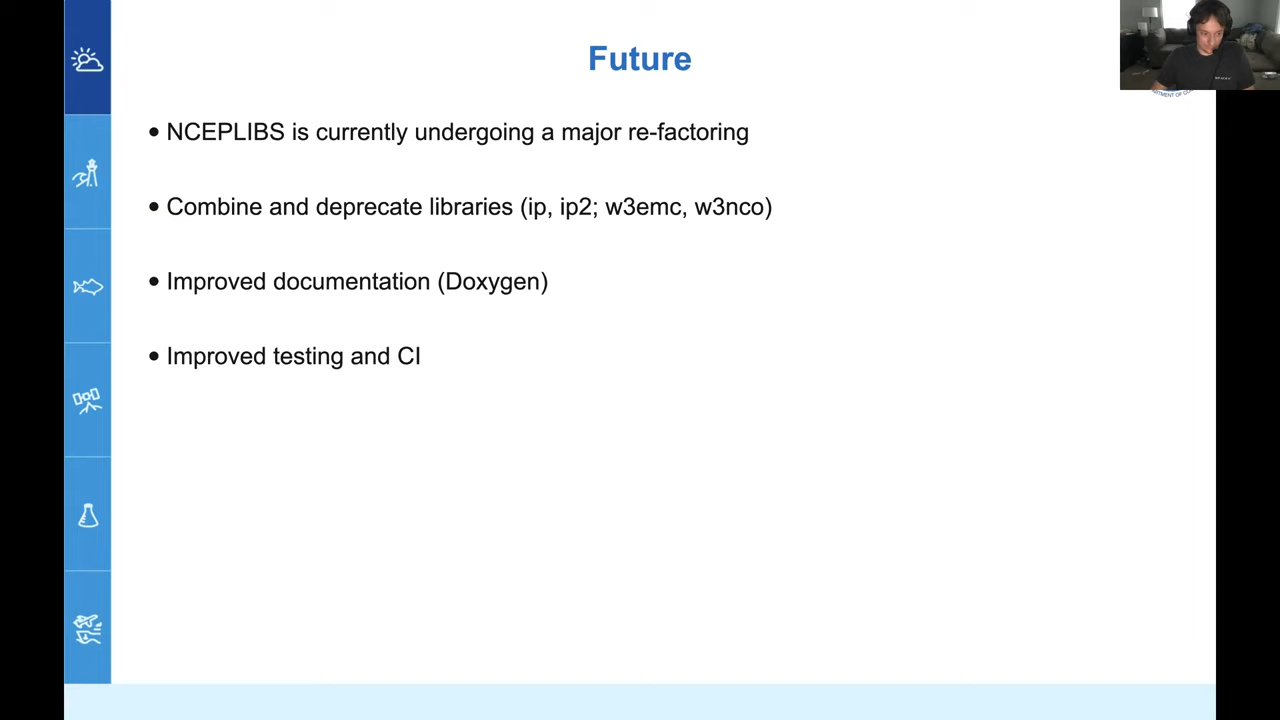 Future
• NCEPLIBS is currently undergoing a major re-factoring
• Combine and deprecate libraries (ip, ip2; w3emc, w3nco)
• Improved documentation (Doxygen)
• Improved testing and CI